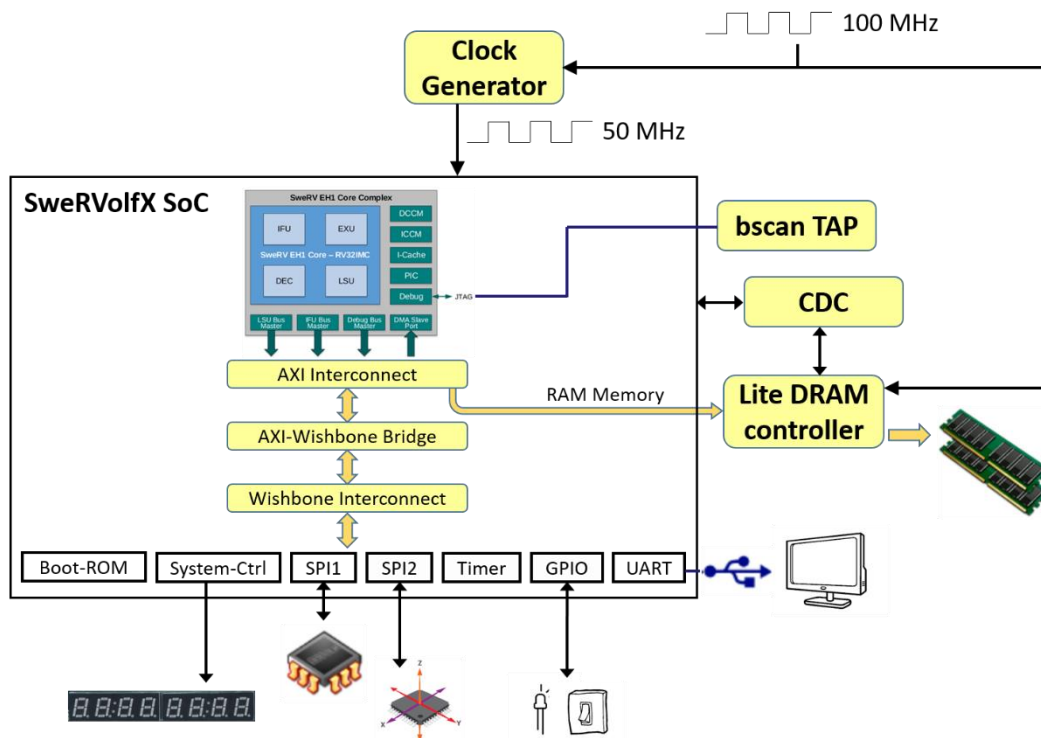 100 MHz
Clock
Generator
50 MHz
SweRVolfX SoC
SweRV EH1 Core Complex
IFU
EXU
SweRV EH1 Core – RV32IMC
DEC
LSU
DCCM
ICCM
I-Cache
PIC
Debug
JTAG
LSU Bus
Master
IFU Bus
Master
Debug Bus
Master
DMA Slave
Port
bscan TAP
CDC
AXI Interconnect
RAM Memory
Lite DRAM
controller
AXI-Wishbone Bridge
Wishbone Interconnect
Boot-ROM
System-Ctrl
SPI1
SPI2
Timer
GPIO
UART
Z
X
Y